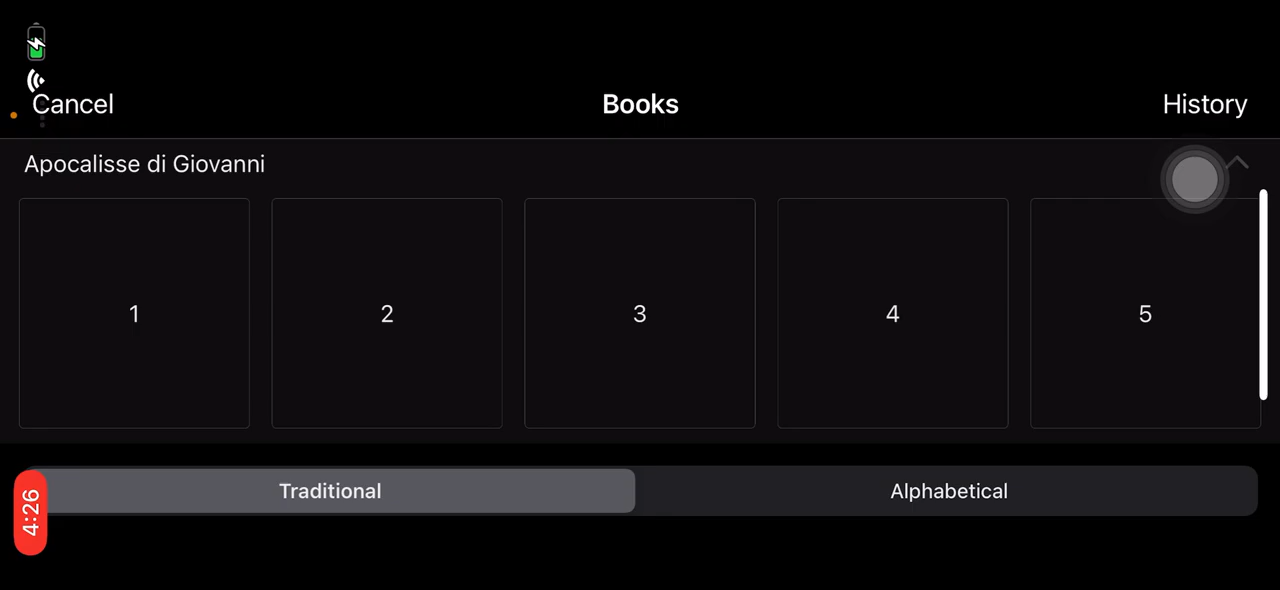 Cancel
Books
History
Apocalisse di Giovanni
1
2
3
4
5
Traditional
Alphabetical
4:26